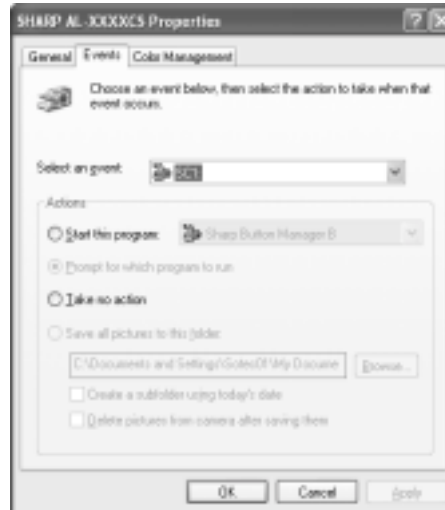 SHARP AL-XXXXCS Properties
General Events Color Management
Choose an event below, then select the action to take when that
event occurs.
Select an event: SC1:
Actions
Start this program: Sharp Button Manager B
Prompt for which program to run
Take no action
Save all pictures to this folder:
C:\Documents and Settings\ \My Docume Browse...
Create a subfolder using today's date
Delete pictures from camera after saving them
OK Cancel Apply